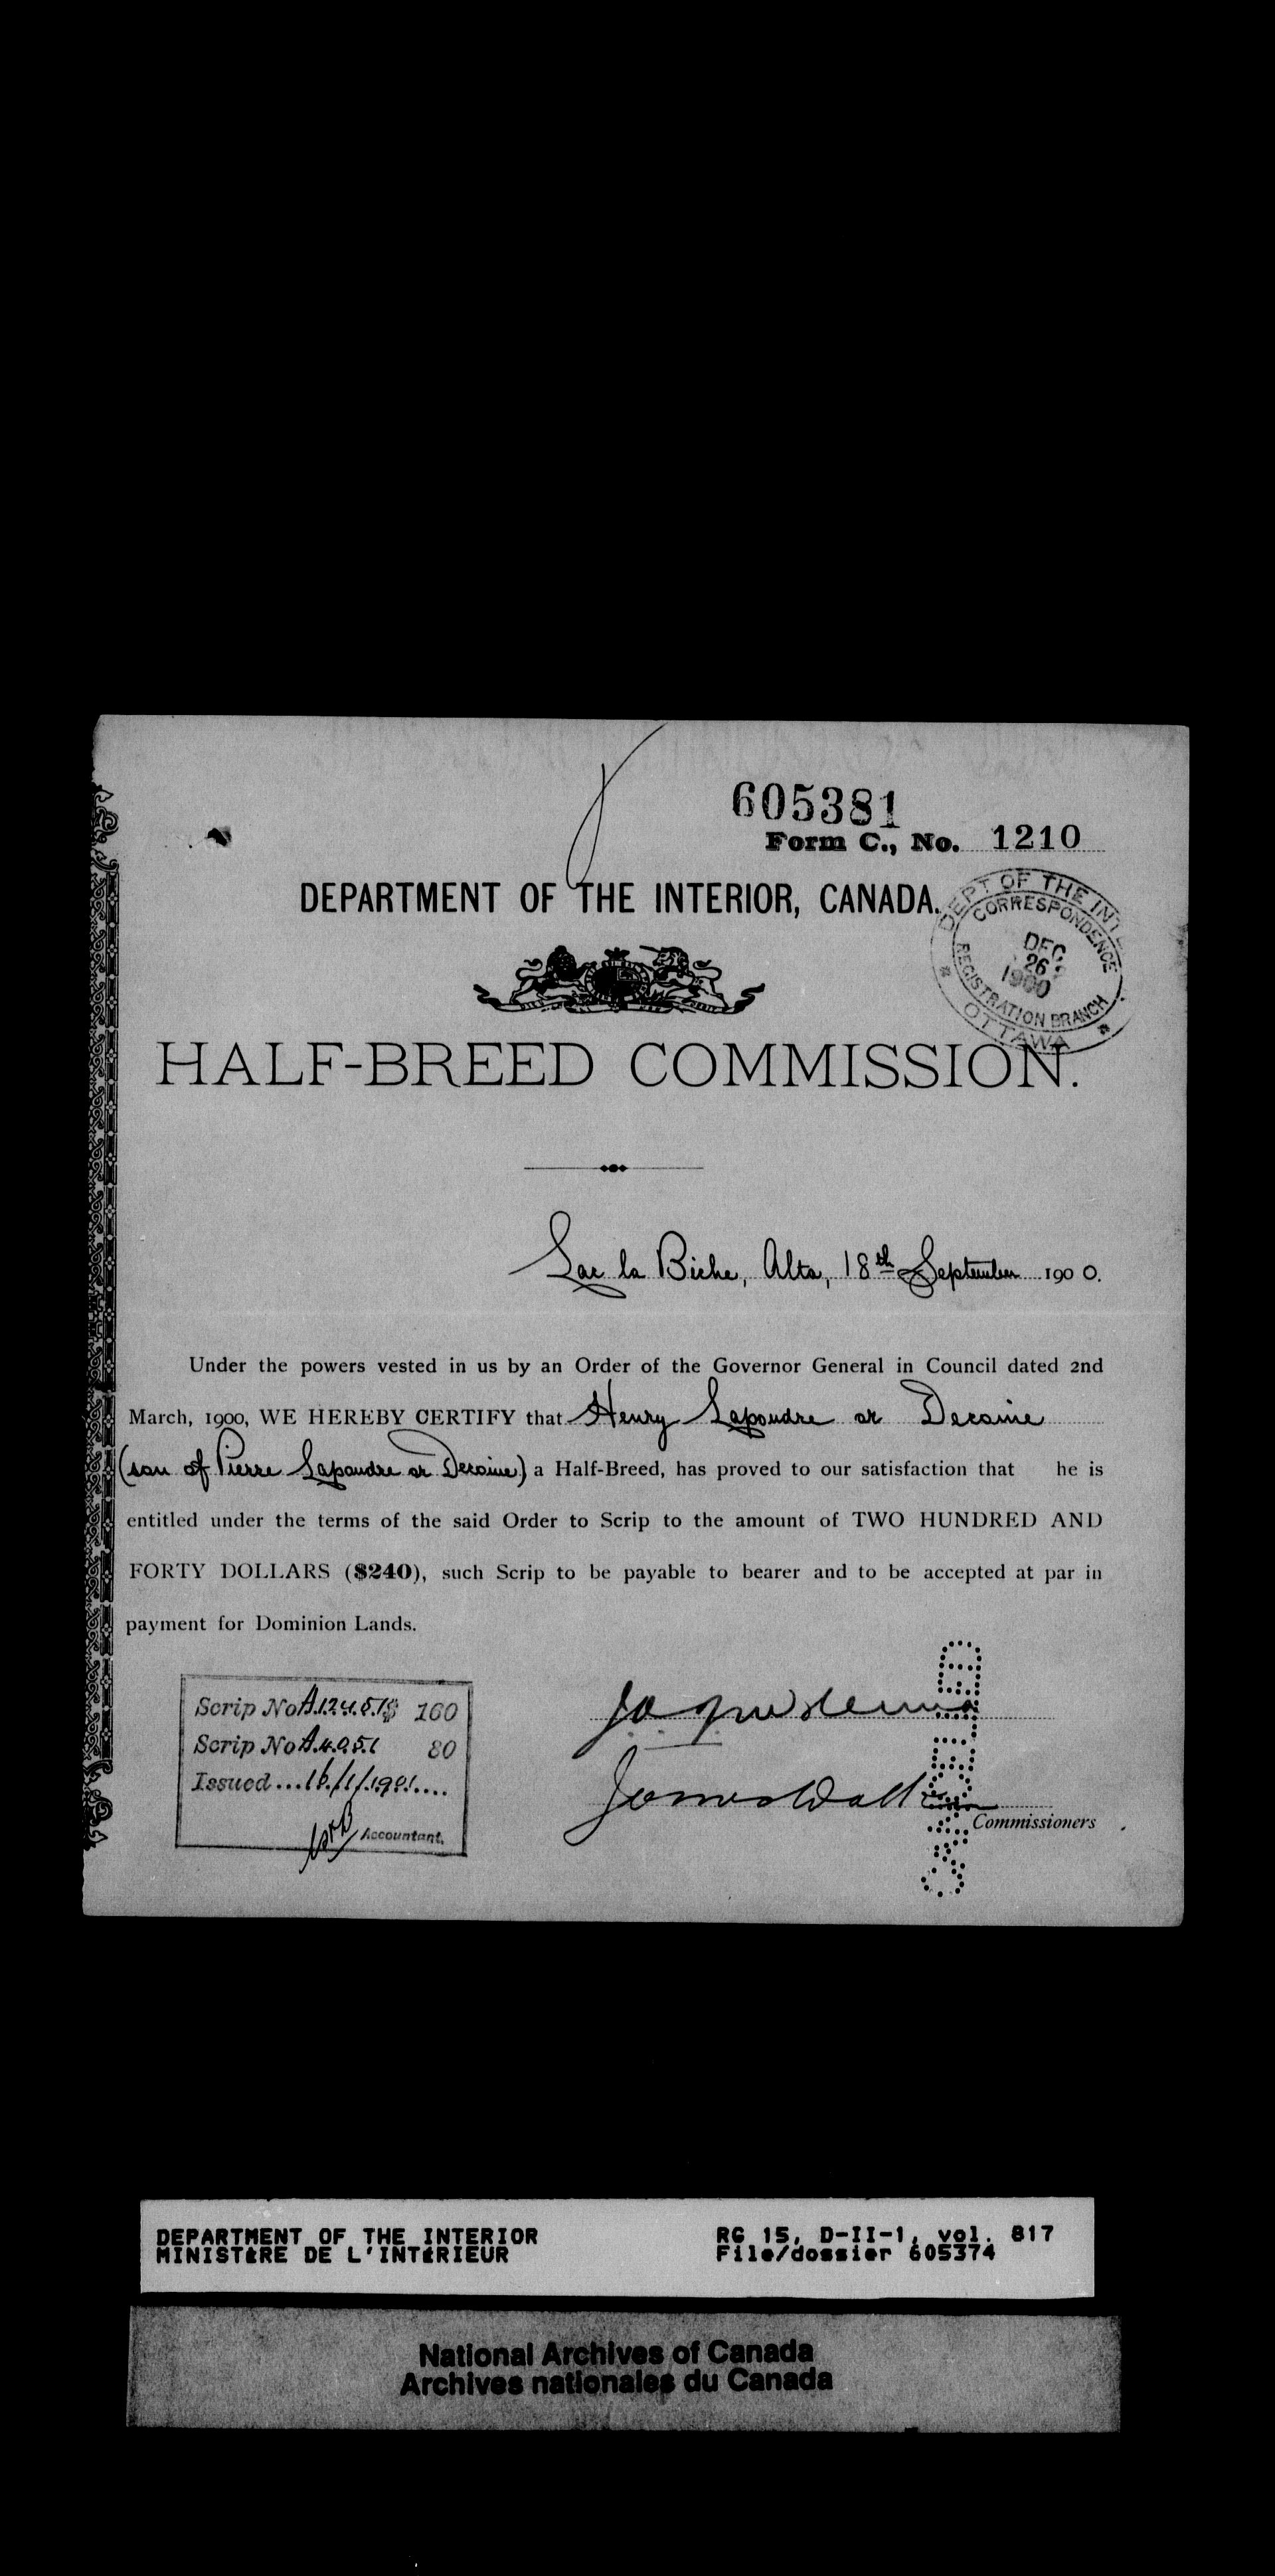 605381
Form C., No. 1210
DEPARTMENT OF THE INTERIOR, CANADA.
DEPT OF THE INTE
CORRESPONDENCE
DEC
26
1900
REGISTRATION BRANCH
OTTAWA
HALF-BREED COMMISSION.
Lac la Biche, Alta, 18th September 1900.
Under the powers vested in us by an Order of the Governor General in Council dated 2nd
March, 1900, WE HEREBY CERTIFY that Henry Lapoudre or Decoine
(son of Pierre Lapoudre or Decoine) a Half-Breed, has proved to our satisfaction that he is
entitled under the terms of the said Order to Scrip to the amount of TWO HUNDRED AND
FORTY DOLLARS ($240), such Scrip to be payable to bearer and to be accepted at par in
payment for Dominion Lands.
Scrip No 160
Scrip No A.4951 80
Issued...16/1/1901....
Accountant.
James Walker
Commissioners
DEPARTMENT OF THE INTERIOR
MINISTÈRE DE L'INTÉRIEUR
RG 15, D-II-1, vol. 817
File/dossier 605374
National Archives of Canada
Archives nationales du Canada